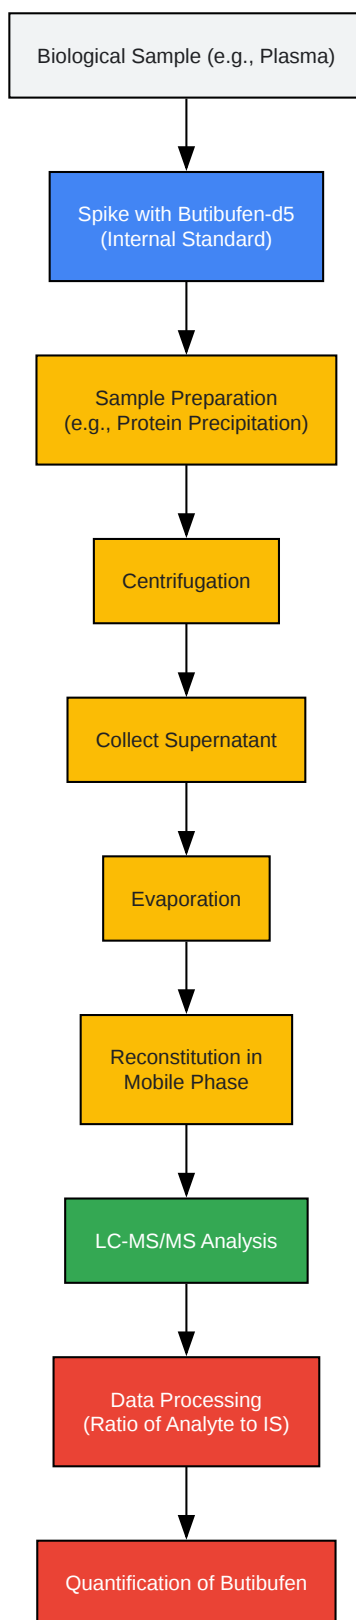 Biological Sample (e.g., Plasma)
Spike with Butibufen-d5
(Internal Standard)
Sample Preparation
(e.g., Protein Precipitation)
Centrifugation
Collect Supernatant
Evaporation
Reconstitution in
Mobile Phase
LC-MS/MS Analysis
Data Processing
(Ratio of Analyte to IS)
Quantification of Butibufen